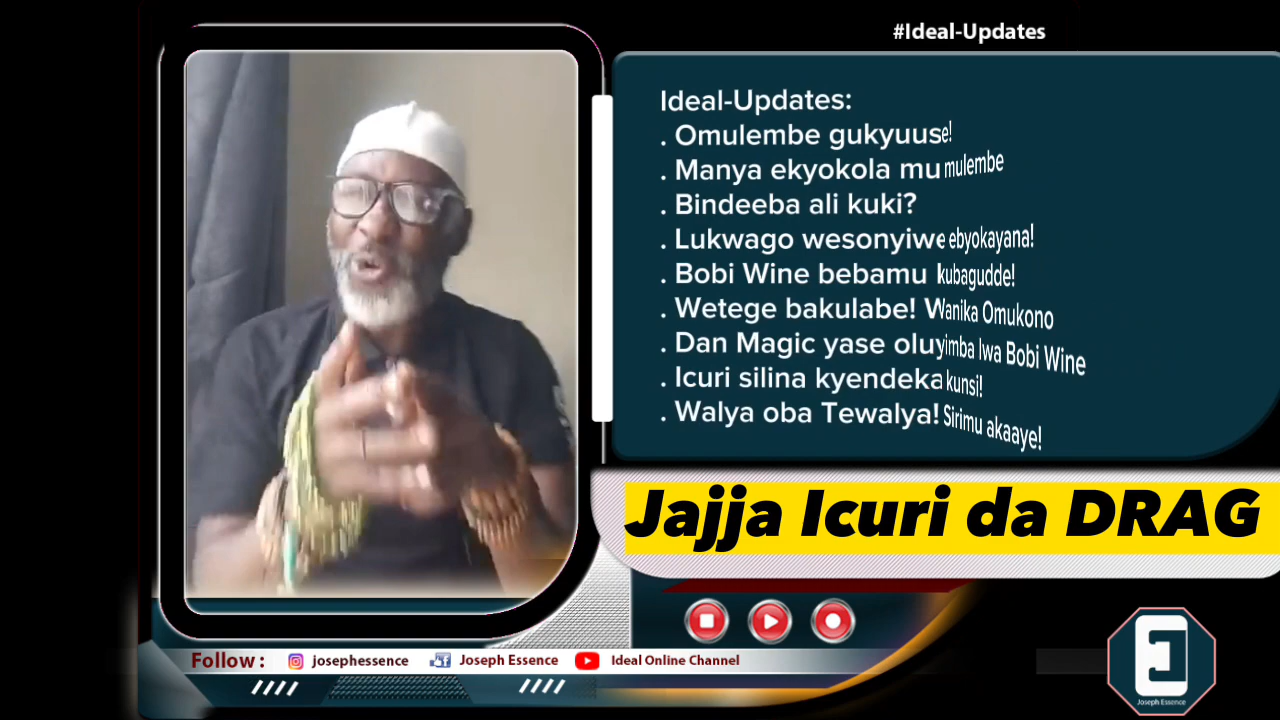 #Ideal-Updates
Ideal-Updates:
. Omulembe gukyuuse!
. Manya ekyokola mu mulembe
. Bindeeba ali kuki?
. Lukwago wesonyiwe ebyokayana!
. Bobi Wine bebamu kubagudde!
. Wetege bakulabe! Wanika Omukono
. Dan Magic yase oluyimba lwa Bobi Wine
. Icuri silina kyendeka kunsi!
. Walya oba Tewalya! Sirimu akaaye!
Jajja Icuri da DRAG
Follow : josephessence Joseph Essence Ideal Online Channel
Joseph Essence